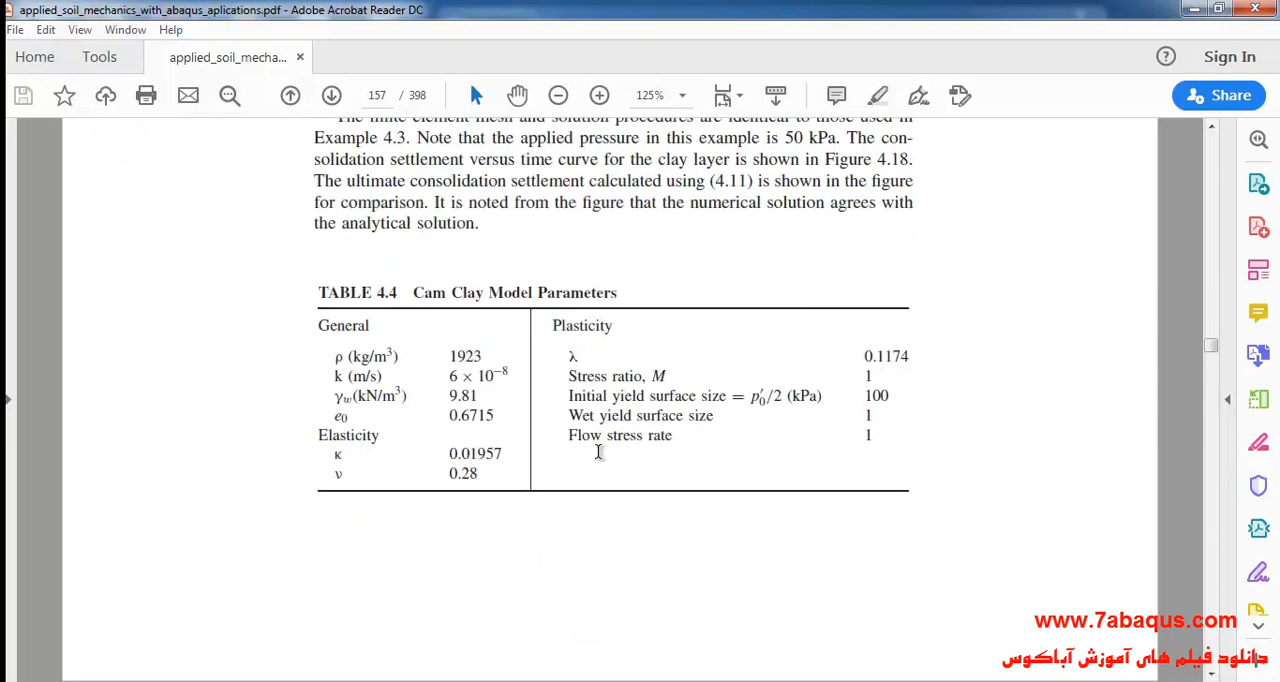 applied_soil_mechanics_with_abaqus_aplications.pdf - Adobe Acrobat Reader DC
File Edit View Window Help
Home Tools applied_soil_mecha... ×
157 / 398 125% Share
? Sign In
The finite element mesh and solution procedures are identical to those used in
Example 4.3. Note that the applied pressure in this example is 50 kPa. The con-
solidation settlement versus time curve for the clay layer is shown in Figure 4.18.
The ultimate consolidation settlement calculated using (4.11) is shown in the figure
for comparison. It is noted from the figure that the numerical solution agrees with
the analytical solution.
TABLE 4.4 Cam Clay Model Parameters
General Plasticity
ρ (kg/m³) 1923 λ 0.1174
k (m/s) 6 × 10⁻⁸ Stress ratio, M 1
γw(kN/m³) 9.81 Initial yield surface size = p′₀/2 (kPa) 100
e₀ 0.6715 Wet yield surface size 1
Elasticity Flow stress rate 1
κ 0.01957
ν 0.28
www.7abaqus.com
دانلود فیلم های آموزش آباکوس